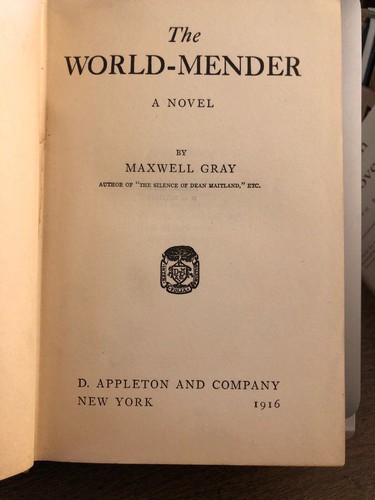 The
WORLD-MENDER
A NOVEL
BY
MAXWELL GRAY
AUTHOR OF "THE SILENCE OF DEAN MAITLAND," ETC.
D. APPLETON AND COMPANY
NEW YORK 1916